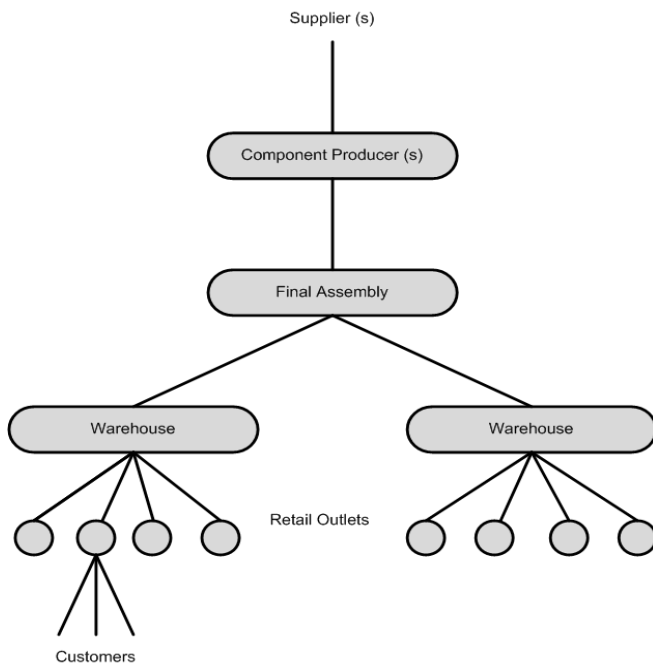 Supplier (s)
Component Producer (s)
Final Assembly
Warehouse
Warehouse
Retail Outlets
Customers